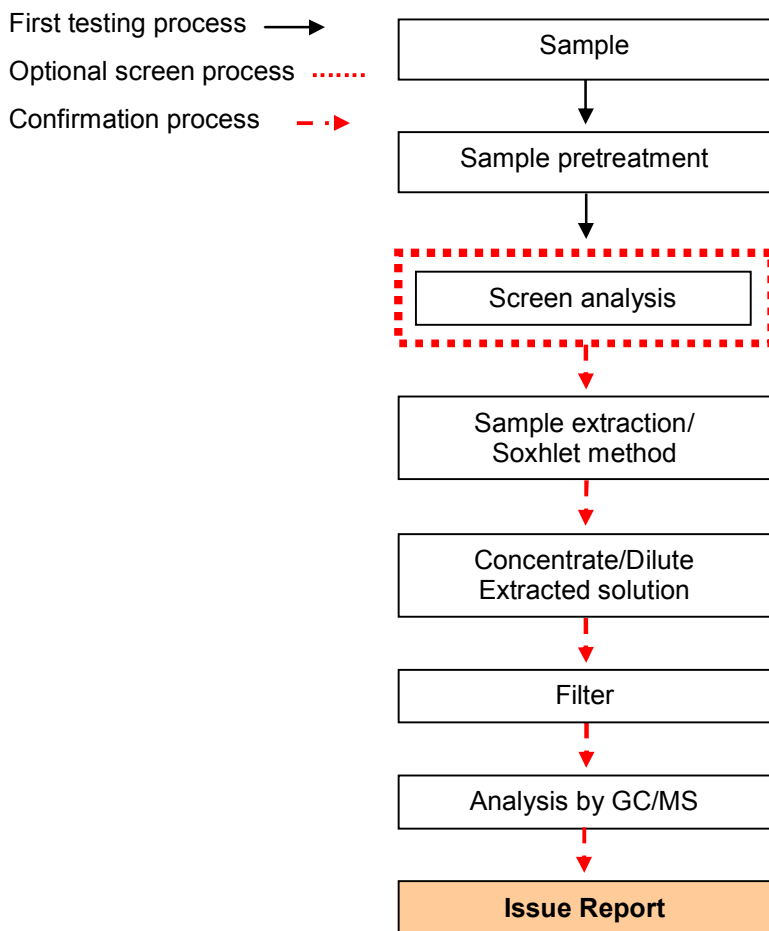 First testing process
Optional screen process
Confirmation process
Sample
Sample pretreatment
Screen analysis
Sample extraction/
Soxhlet method
Concentrate/Dilute
Extracted solution
Filter
Analysis by GC/MS
Issue Report